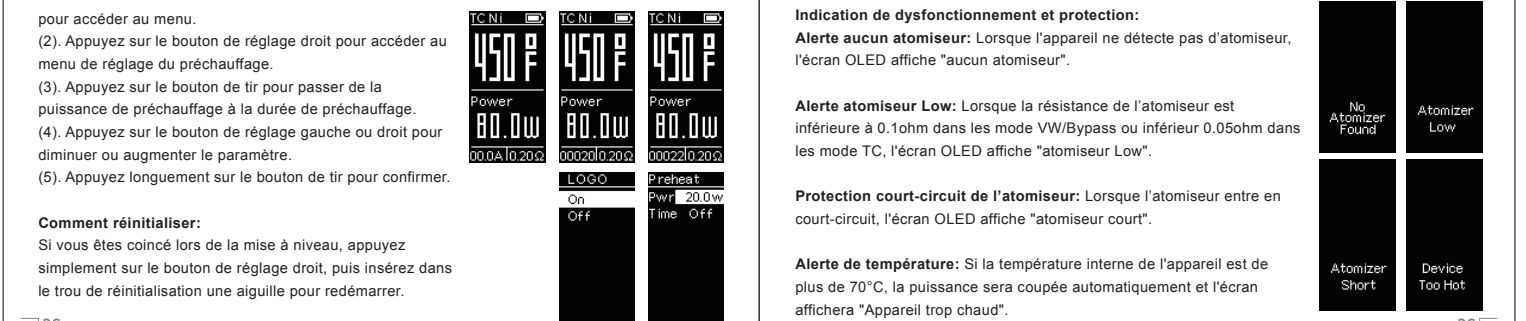 pour accéder au menu.
(2). Appuyez sur le bouton de réglage droit pour accéder au
menu de réglage du préchauffage.
(3). Appuyez sur le bouton de tir pour passer de la
puissance de préchauffage à la durée de préchauffage.
(4). Appuyez sur le bouton de réglage gauche ou droit pour
diminuer ou augmenter le paramètre.
(5). Appuyez longuement sur le bouton de tir pour confirmer.
Comment réinitialiser:
Si vous êtes coincé lors de la mise à niveau, appuyez
simplement sur le bouton de réglage droit, puis insérez dans
le trou de réinitialisation une aiguille pour redémarrer.
TC Ni
450 °F
Power
80.0w
00.0A 0.20Ω
TC Ni
450 °F
Power
80.0w
00020 0.20Ω
TC Ni
450 °F
Power
80.0w
00022 0.20Ω
LOGO
On
Off
Preheat
Pwr 20.0w
Time Off
Indication de dysfonctionnement et protection:
Alerte aucun atomiseur: Lorsque l'appareil ne détecte pas d'atomiseur,
l'écran OLED affiche "aucun atomiseur".
Alerte atomiseur Low: Lorsque la résistance de l'atomiseur est
inférieure à 0.1ohm dans les mode VW/Bypass ou inférieur 0.05ohm dans
les mode TC, l'écran OLED affiche "atomiseur Low".
Protection court-circuit de l'atomiseur: Lorsque l'atomiseur entre en
court-circuit, l'écran OLED affiche "atomiseur court".
Alerte de température: Si la température interne de l'appareil est de
plus de 70°C, la puissance sera coupée automatiquement et l'écran
affichera "Appareil trop chaud".
No
Atomizer
Found
Atomizer
Low
Atomizer
Short
Device
Too Hot